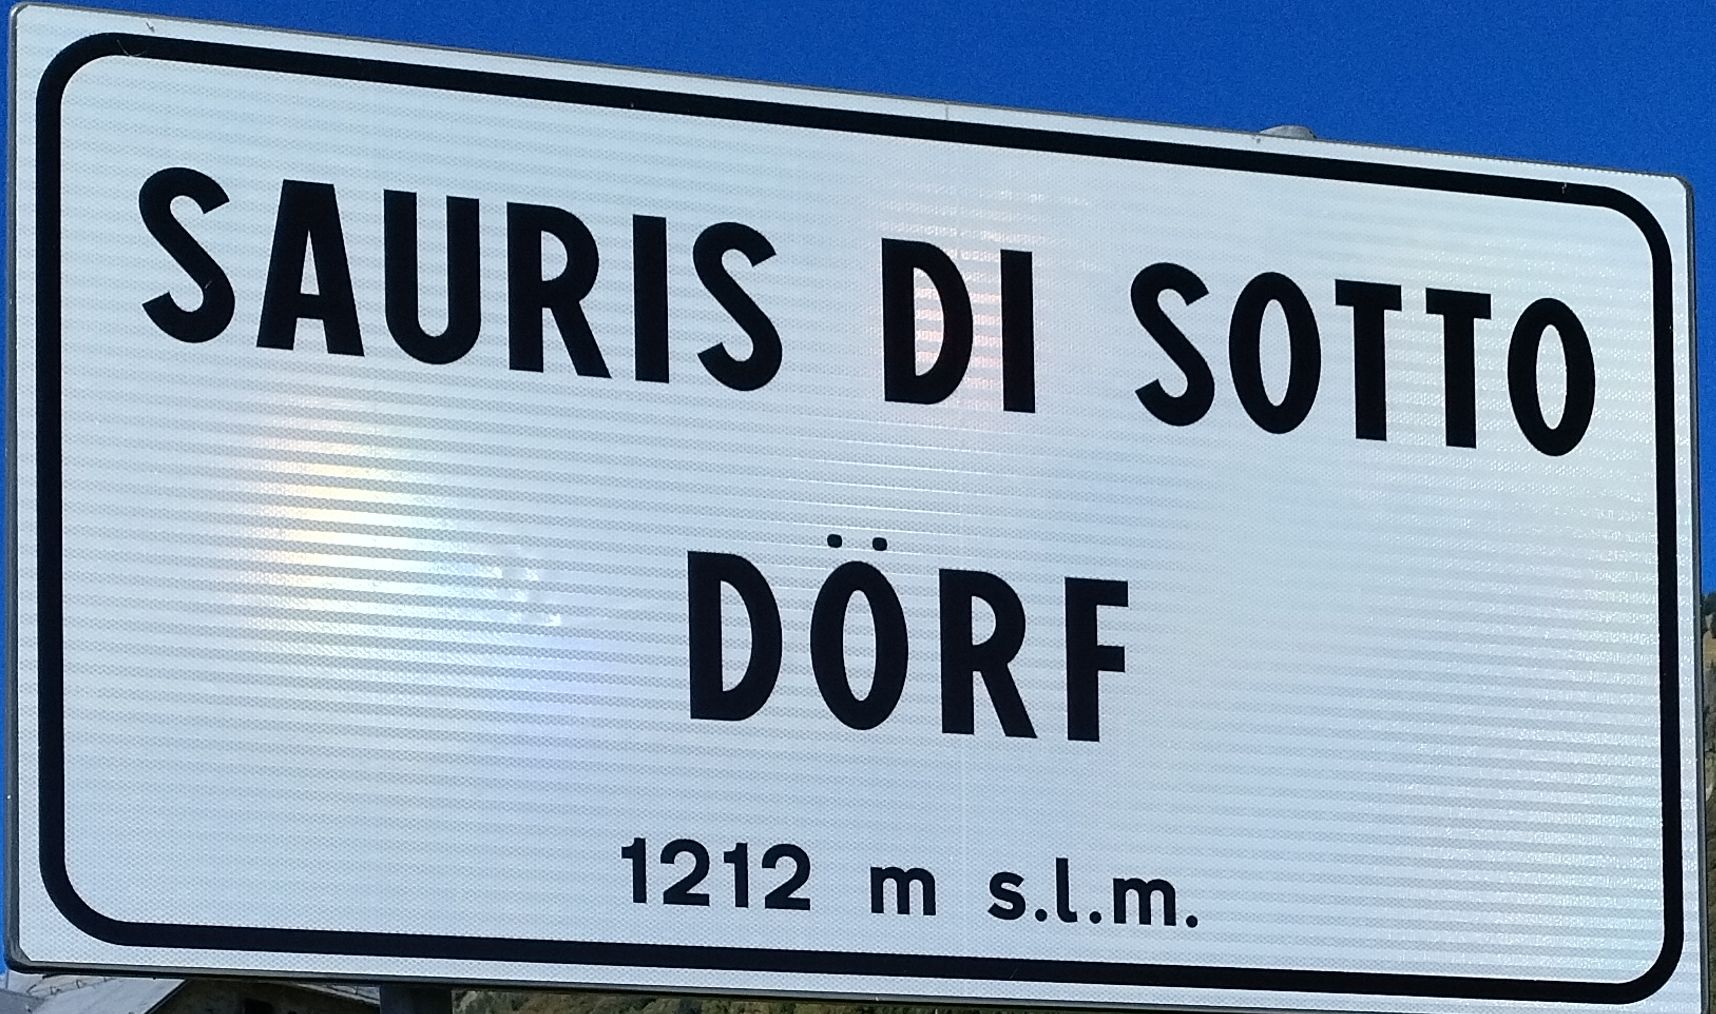 SAURIS DI SOTTO
DÖRF
1212 m s.l.m.